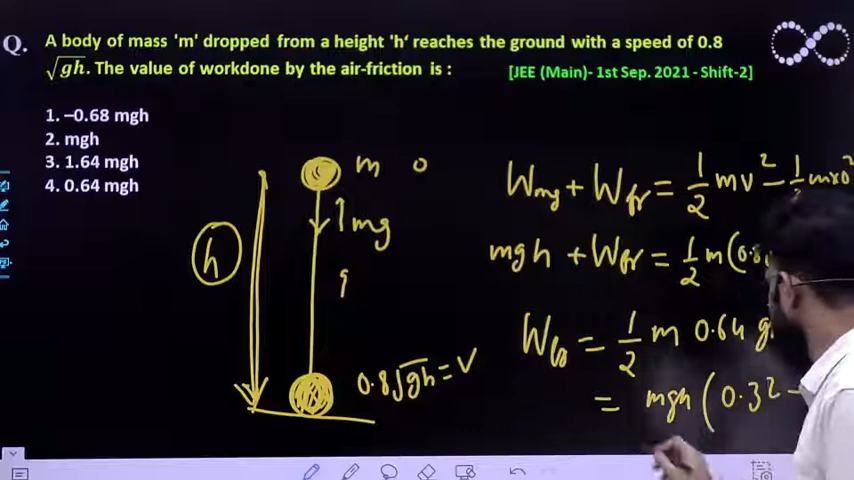 Q. A body of mass 'm' dropped from a height 'h' reaches the ground with a speed of 0.8
√gh. The value of workdone by the air-friction is :
[JEE (Main)- 1st Sep. 2021 - Shift-2]
1. –0.68 mgh
2. mgh
3. 1.64 mgh
4. 0.64 mgh
m 0
mg
h
0.8√gh = V
W_mg + W_fr = 1/2 mv² - 1/2 m×0²
mgh + W_fr = 1/2 m(0.8
= 1/2 m 0.64 g
= mgh (0.32 -